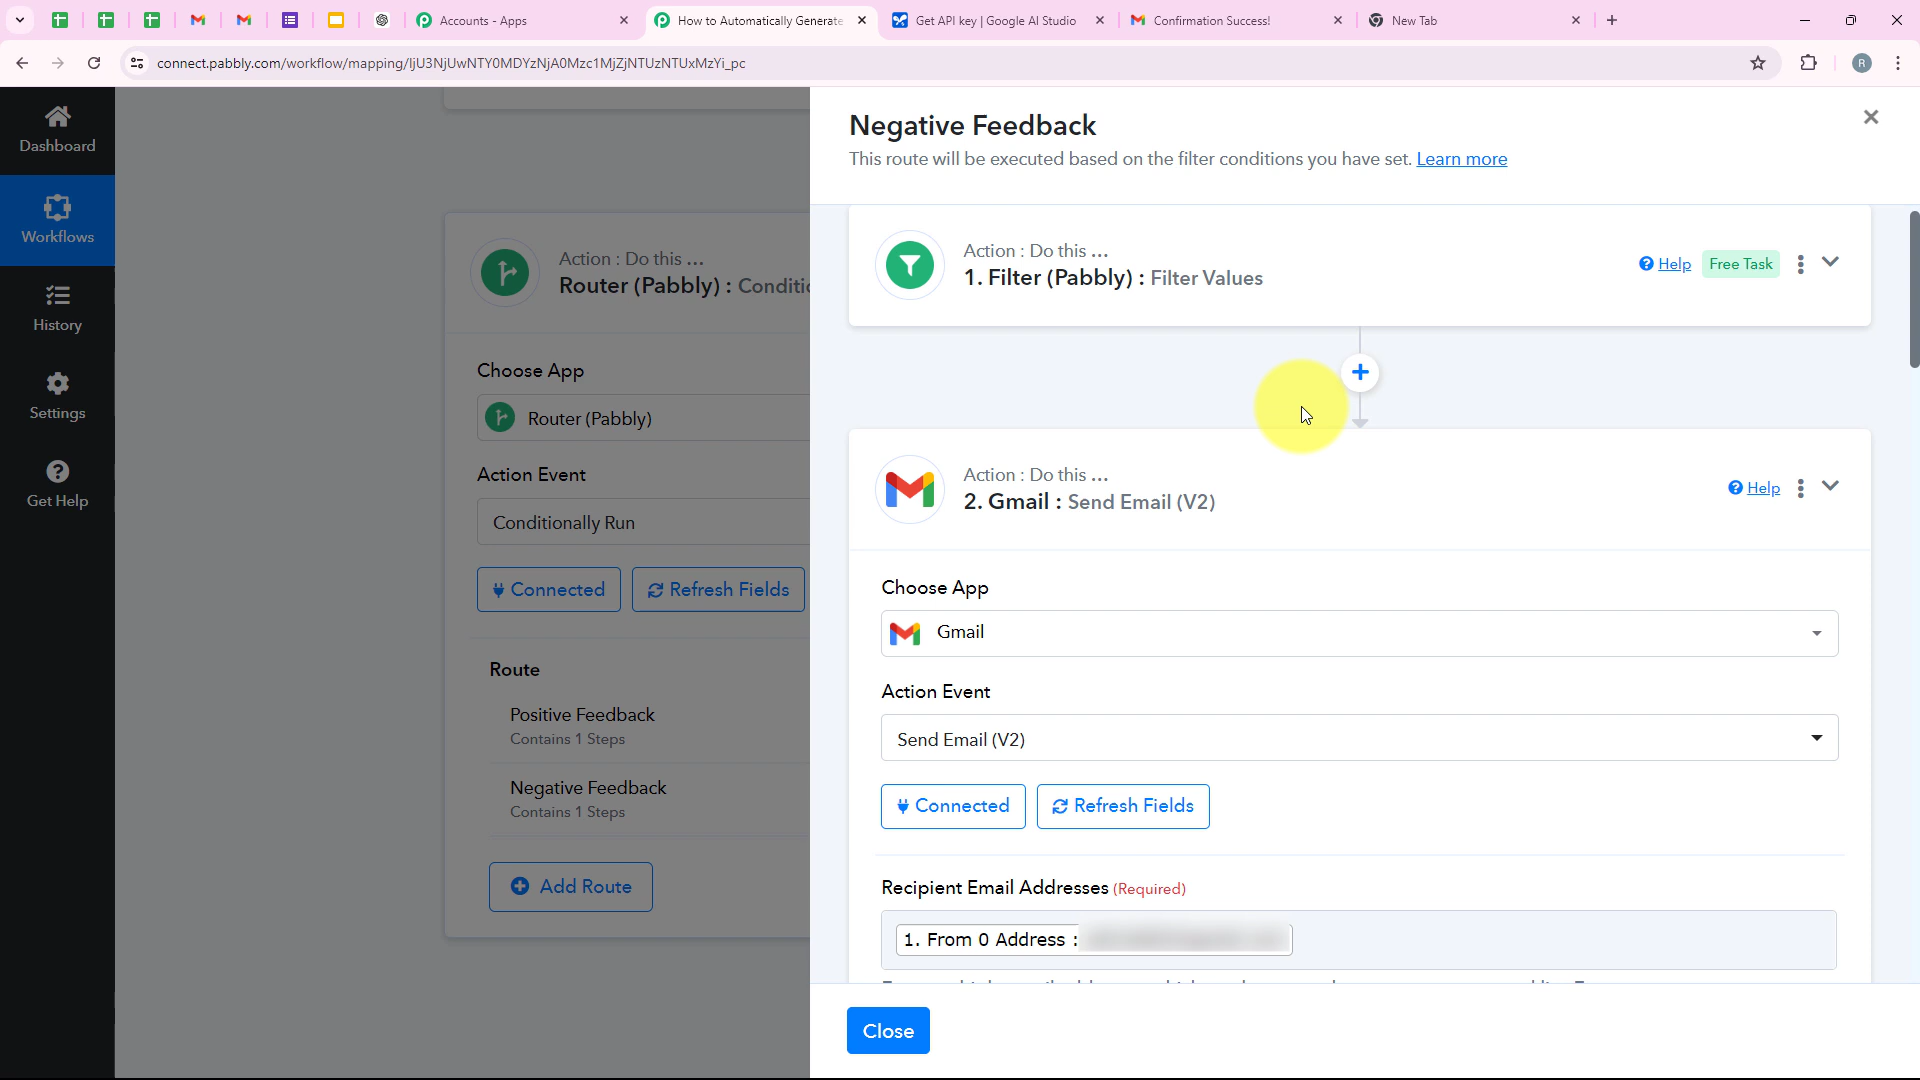 Accounts - Apps
How to Automatically Generate
Get API key | Google AI Studio
Confirmation Success!
New Tab
connect.pabbly.com/workflow/mapping/IjU3NjUwNTY0MDYzNjA0Mzc1MjZjNTUzNTUxMzYi_pc
R
Dashboard
Workflows
History
Settings
Get Help
Action : Do this ...
Router (Pabbly) : Conditio
Choose App
Router (Pabbly)
Action Event
Conditionally Run
Connected
Refresh Fields
Route
Positive Feedback
Contains 1 Steps
Negative Feedback
Contains 1 Steps
Add Route
Negative Feedback
This route will be executed based on the filter conditions you have set. Learn more
Action : Do this ...
1. Filter (Pabbly) : Filter Values
Help
Free Task
Action : Do this ...
2. Gmail : Send Email (V2)
Help
Choose App
Gmail
Action Event
Send Email (V2)
Connected
Refresh Fields
Recipient Email Addresses (Required)
1. From 0 Address :
Close